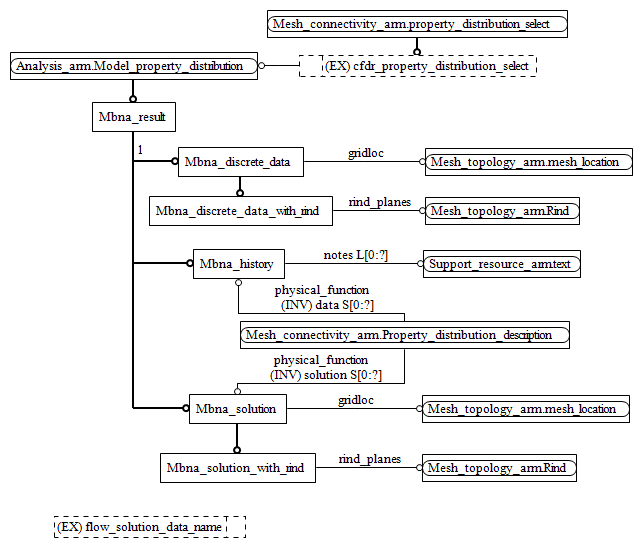 Mesh_connectivity_arm.property_distribution_select
Analysis_arm.Model_property_distribution
(EX) cfdr_property_distribution_select
Mbna_result
1
Mbna_discrete_data
gridloc
Mesh_topology_arm.mesh_location
Mbna_discrete_data_with_rind
rind_planes
Mesh_topology_arm.Rind
Mbna_history
notes L[0:?]
Support_resource_arm.text
physical_function
(INV) data S[0:?]
Mesh_connectivity_arm.Property_distribution_description
physical_function
(INV) solution S[0:?]
Mbna_solution
gridloc
Mesh_topology_arm.mesh_location
Mbna_solution_with_rind
rind_planes
Mesh_topology_arm.Rind
(EX) flow_solution_data_name